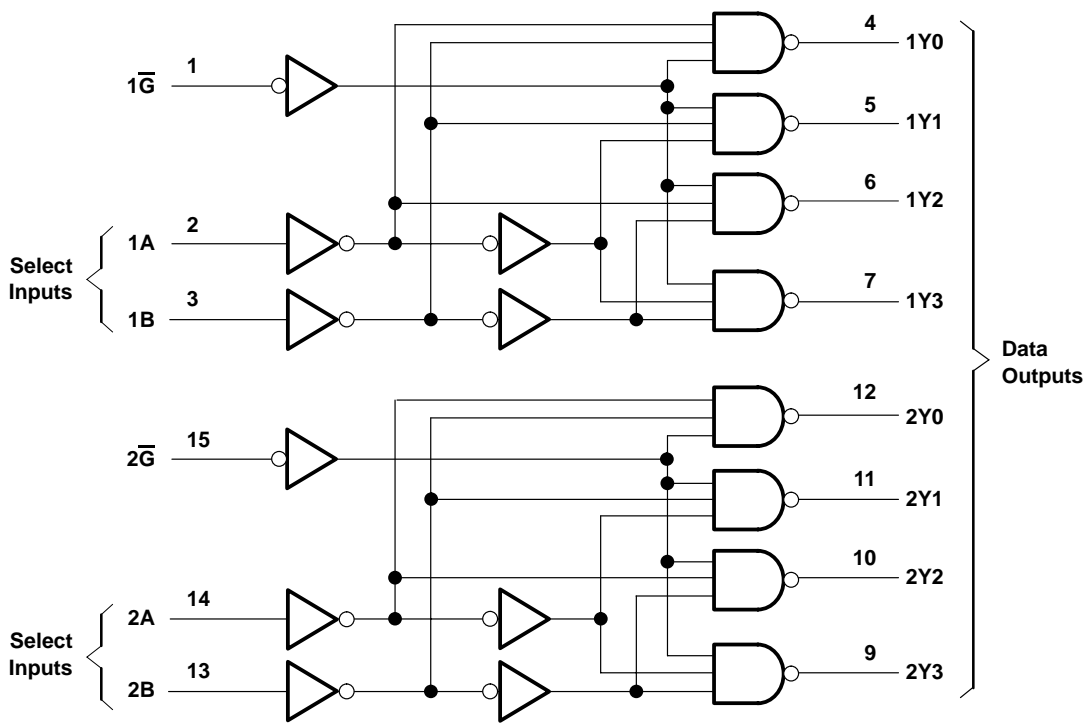 4
1Y0
1
1G̅
5
1Y1
6
1Y2
2
1A
Select
Inputs
3
1B
7
1Y3
Data
Outputs
12
2Y0
15
2G̅
11
2Y1
10
2Y2
14
2A
Select
Inputs
13
2B
9
2Y3